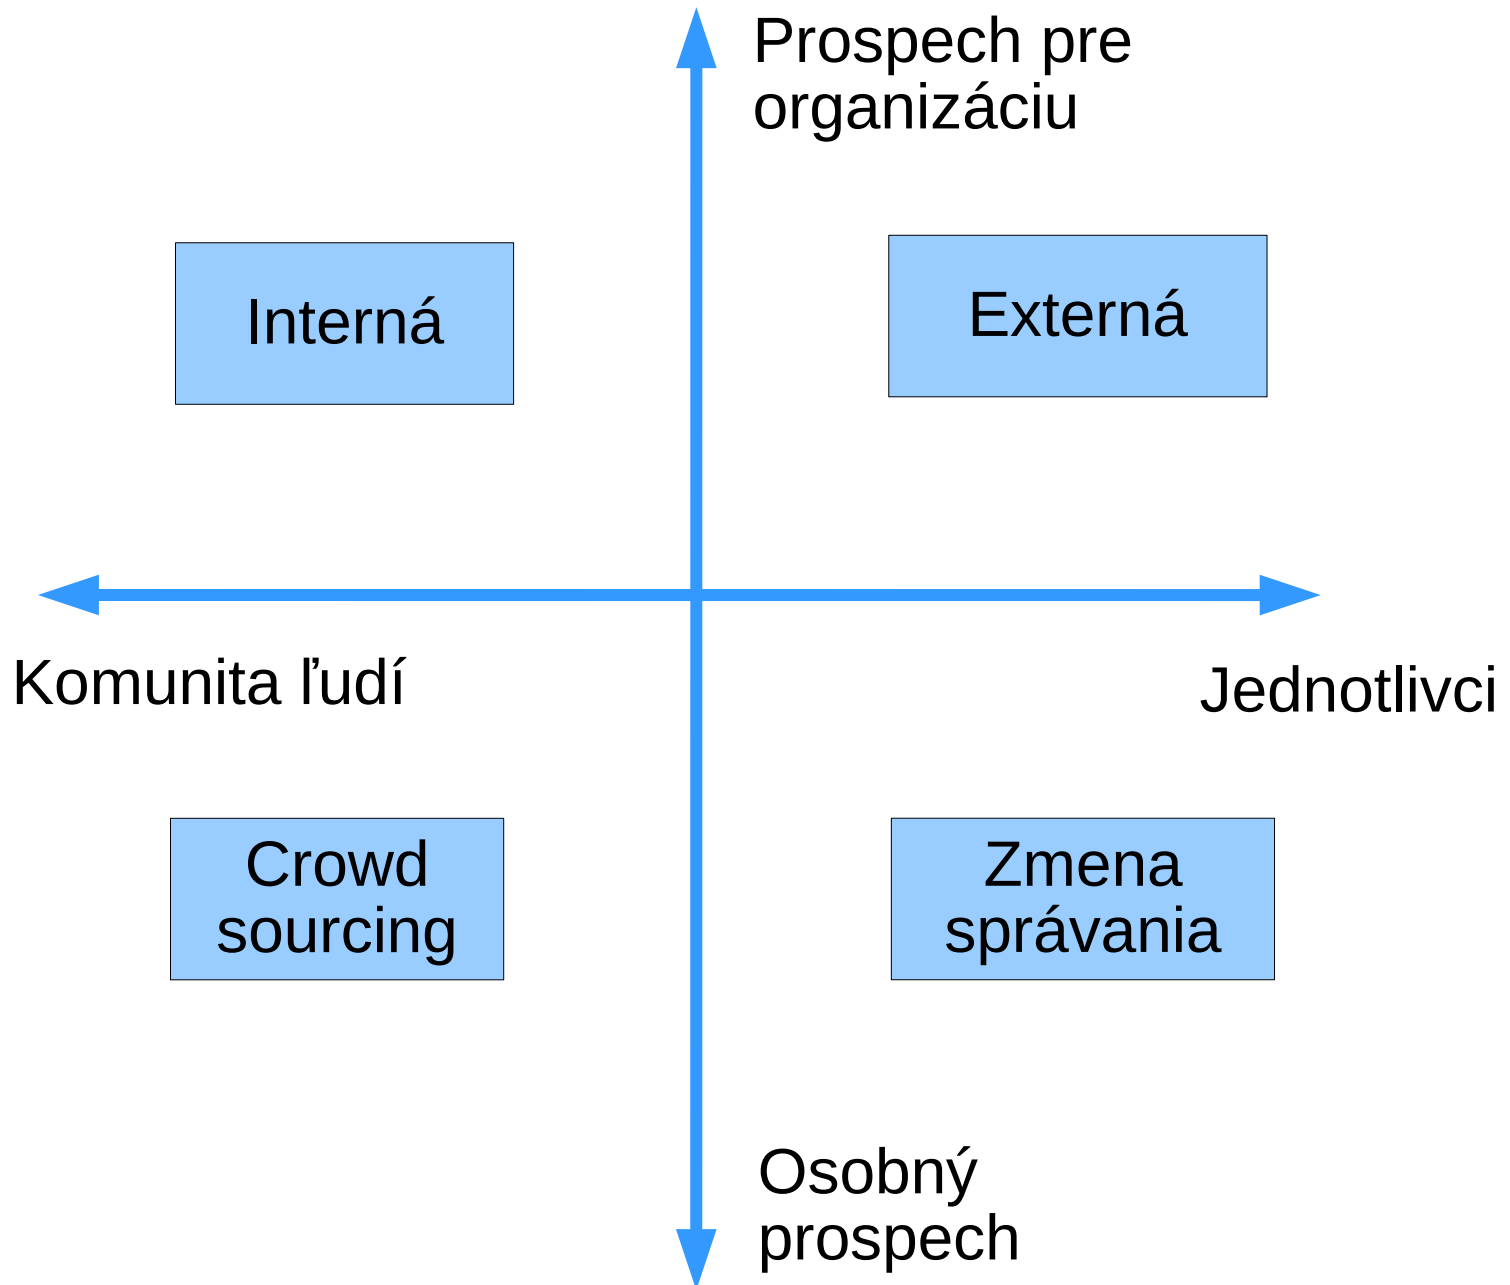 Prospech pre
organizáciu
Interná
Externá
Komunita ľudí
Jednotlivci
Crowd
sourcing
Zmena
správania
Osobný
prospech